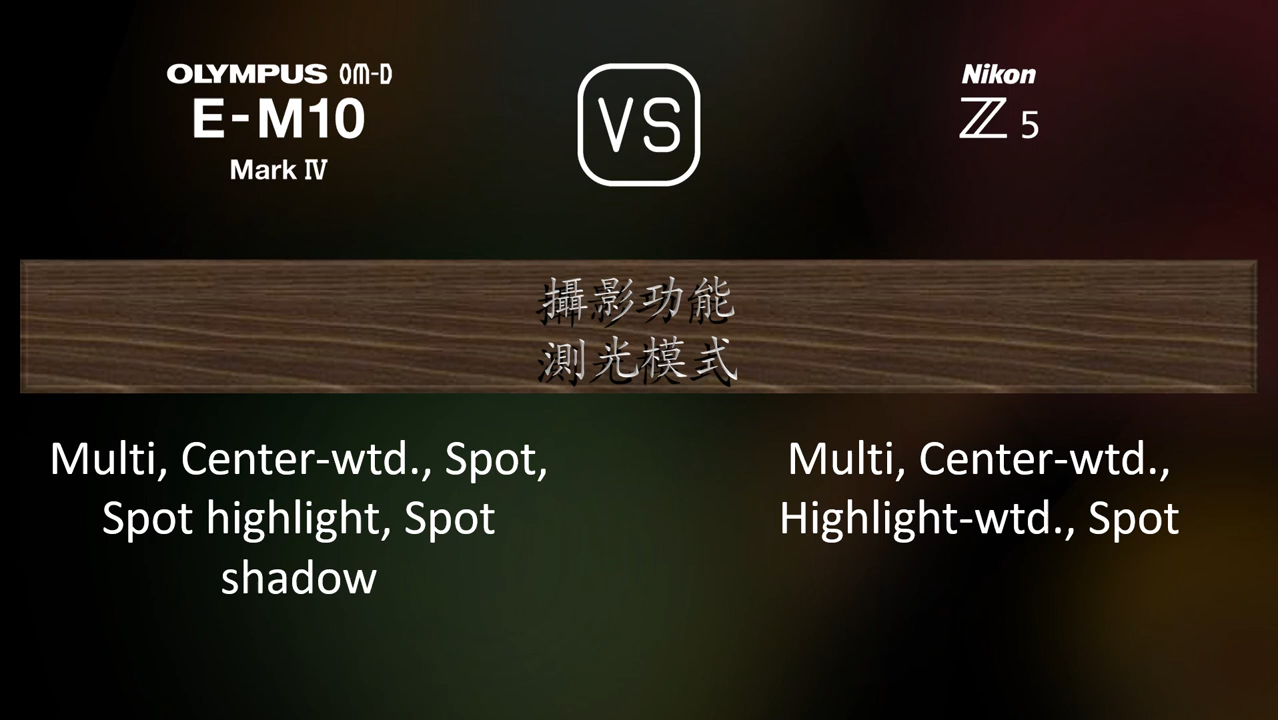 OLYMPUS OM-D
E-M10
Mark Ⅳ
VS
Nikon
Z 5
攝影功能
測光模式
Multi, Center-wtd., Spot,
Spot highlight, Spot
shadow
Multi, Center-wtd.,
Highlight-wtd., Spot